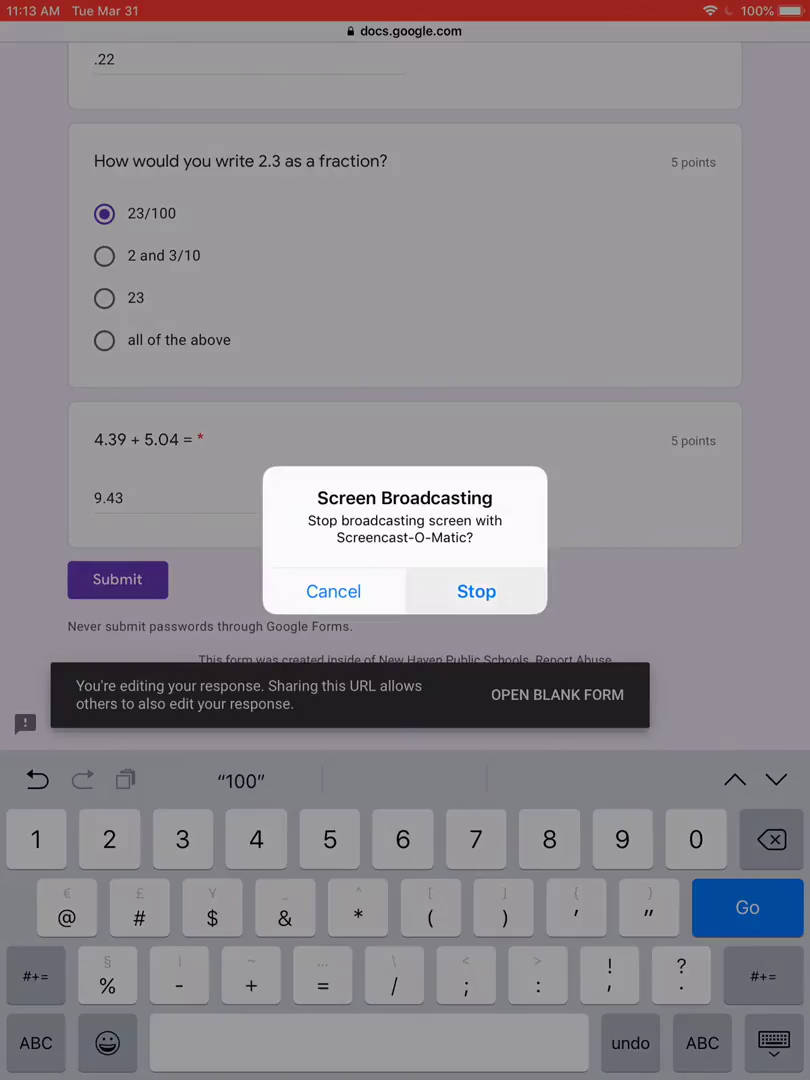 11:13 AM Tue Mar 31 100%
docs.google.com
.22
How would you write 2.3 as a fraction? 5 points
23/100
2 and 3/10
23
all of the above
4.39 + 5.04 = * 5 points
9.43
Screen Broadcasting
Stop broadcasting screen with
Screencast-O-Matic?
Cancel Stop
Submit
Never submit passwords through Google Forms.
This form was created inside of New Haven Public Schools. Report Abuse
You're editing your response. Sharing this URL allows
others to also edit your response.
OPEN BLANK FORM
“100”
1 2 3 4 5 6 7 8 9 0
€ £ ¥ _ ^ [ ] { }
@ # $ & * ( ) ' " Go
§ | ~ … \ < > ! ?
#+= % - + = / ; : , . #+=
ABC undo ABC